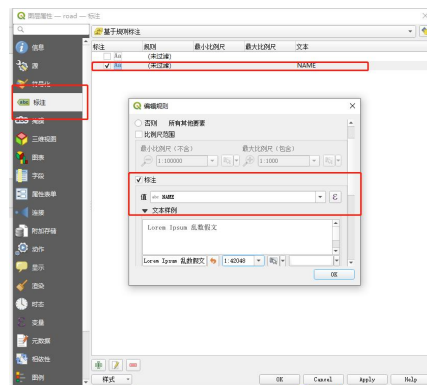 图层属性 — road — 标注
基于规则标注
信息
源
符号化
abc 标注
abc 掩膜
三维视图
图表
字段
属性表单
连接
附加存储
动作
显示
渲染
时态
变量
元数据
依赖性
图例
标注 规则 最小比例尺 最大比例尺 文本
(未过滤)
(未过滤) NAME
编辑规则
否则 所有其他要素
比例尺范围
最小比例尺（不含） 最大比例尺（包含）
1:100000 1:1000
标注
值 abc NAME ε
文本样例
Lorem Ipsum 乱数假文
Lorem Ipsum 乱数假文 1:42048
OK
样式 OK Cancel Apply Help